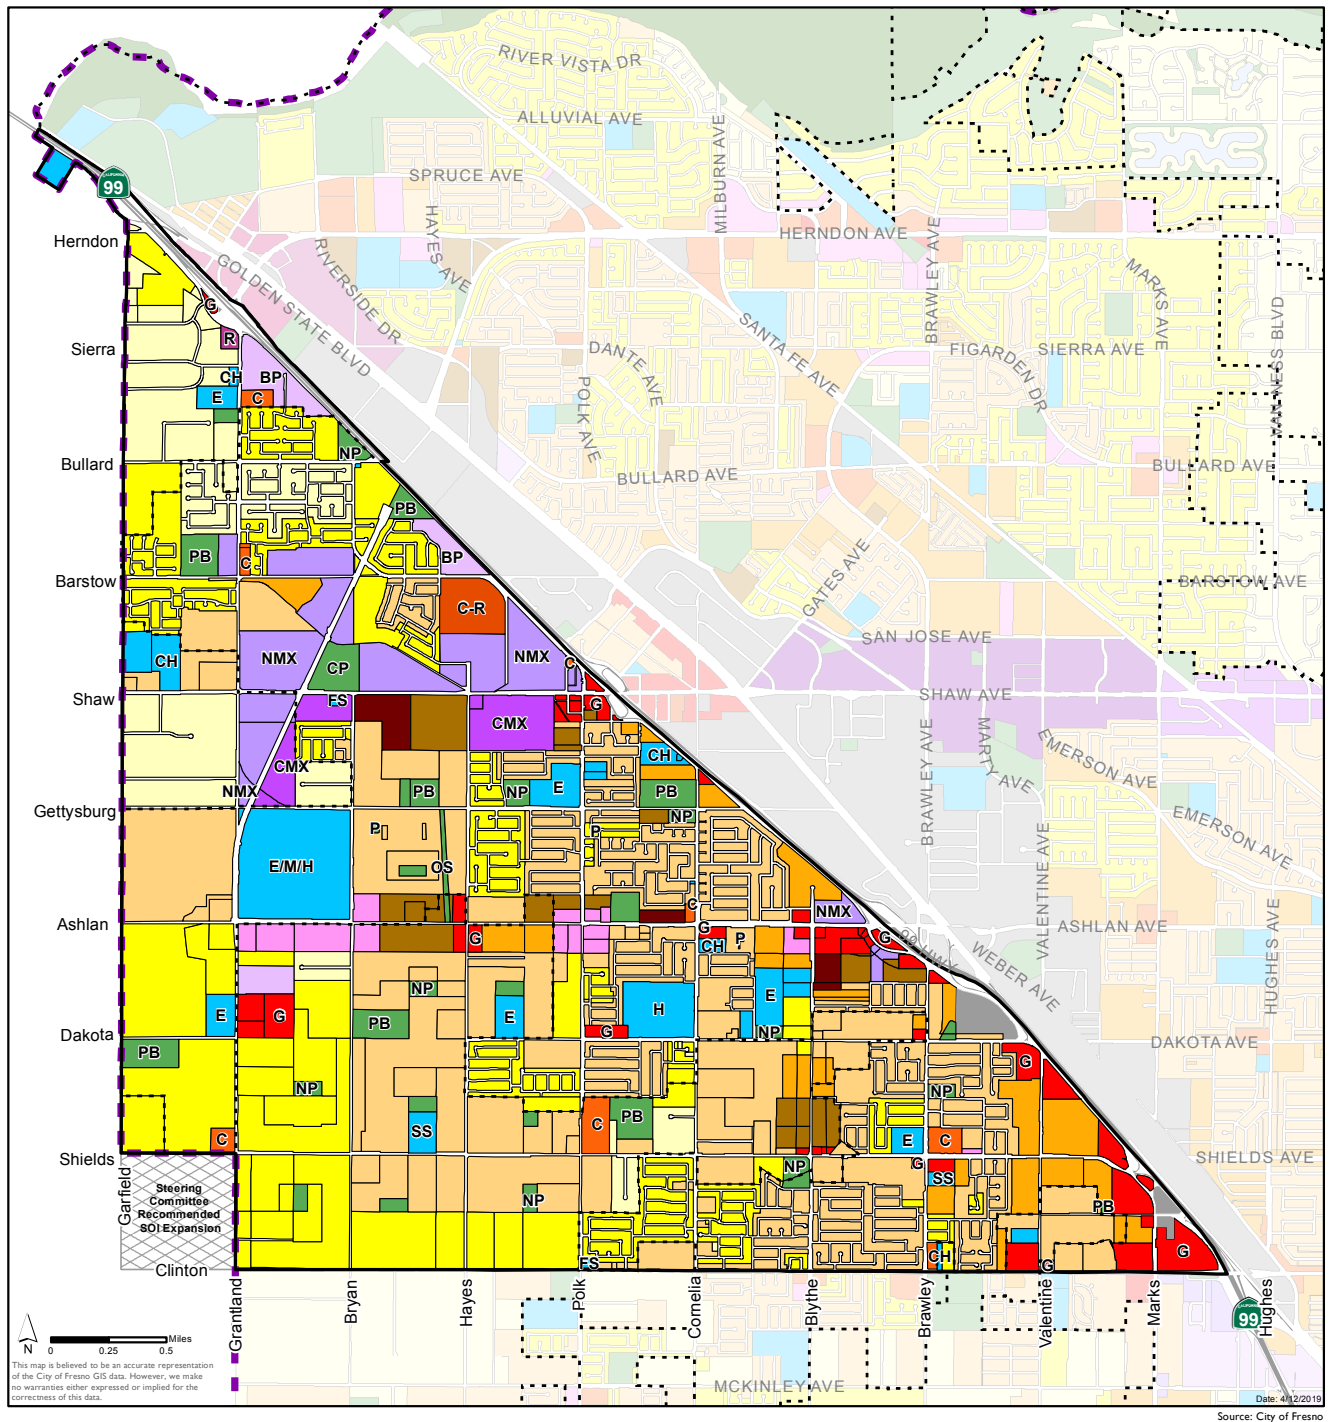 RIVER VISTA DR
ALLUVIAL AVE
MILBURN AVE
SPRUCE AVE
CALIFORNIA
99
HAYES AVE
HERNDON AVE
BRAWLEY AVE
Herndon
RIVERSIDE DR
GOLDEN STATE BLVD
MARKS AVE
VAN NESS BLVD
G
SANTA FE AVE
R
Sierra
DANTE AVE
FIGARDEN DR
SIERRA AVE
CH
BP
E
C
POLK AVE
NP
Bullard
BULLARD AVE
BULLARD AVE
PB
PB
C
BP
GATES AVE
Barstow
BARSTOW AVE
C-R
SAN JOSE AVE
CH
NMX
CP
NMX
C
Shaw
FS
G
SHAW AVE
CMX
BRAWLEY AVE
MARTY AVE
EMERSON AVE
CH
CMX
NMX
PB
NP
E
PB
Gettysburg
NP
EMERSON AVE
P
P
VALENTINE AVE
E/M/H
OS
HUGHES AVE
C
NMX
Ashlan
ASHLAN AVE
G
G
CH
P
G
99 HWY
WEBER AVE
NP
E
G
PB
E
H
E
G
NP
Dakota
DAKOTA AVE
PB
G
NP
NP
SS
C
PB
E
C
C
Shields
SHIELDS AVE
NP
G
SS
Garfield
Steering
Committee
Recommended
SOI Expansion
NP
PB
G
CH
Clinton
FS
G
Grantland
Bryan
Hayes
Polk
Cornelia
Blythe
Brawley
Valentine
Marks
Hughes
CALIFORNIA
99
N
0 0.25 0.5
Miles
This map is believed to be an accurate representation
of the City of Fresno GIS data. However, we make
no warranties either expressed or implied for the
correctness of this data.
MCKINLEY AVE
Date: 4/12/2019
Source: City of Fresno